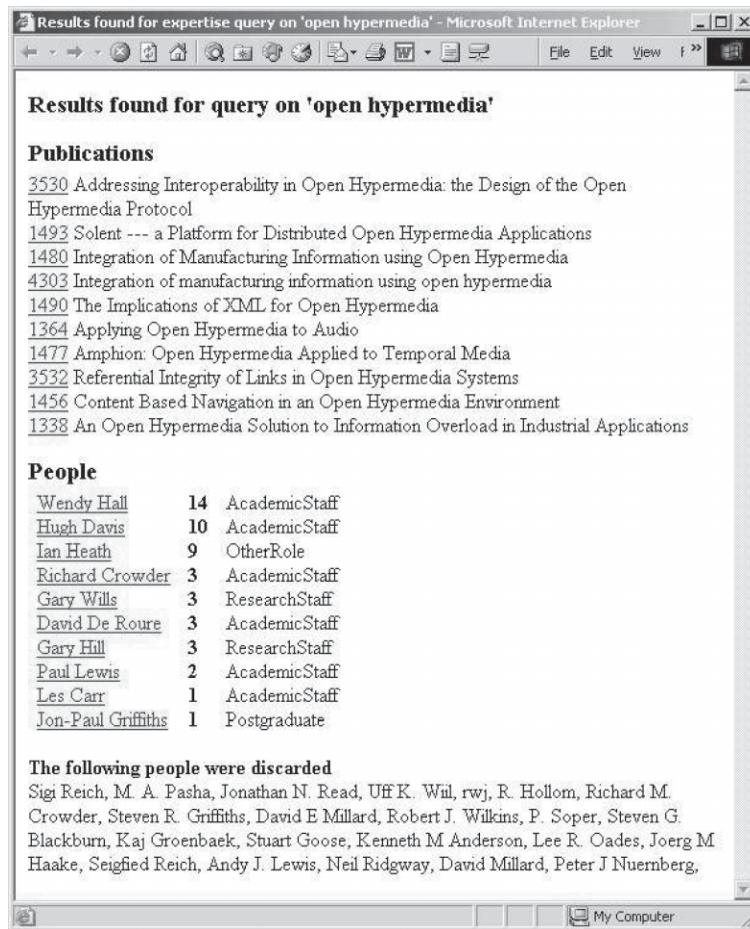 Results found for expertise query on 'open hypermedia' - Microsoft Internet Explorer
File Edit View F »
Results found for query on 'open hypermedia'
Publications
3530 Addressing Interoperability in Open Hypermedia: the Design of the Open
Hypermedia Protocol
1493 Solent --- a Platform for Distributed Open Hypermedia Applications
1480 Integration of Manufacturing Information using Open Hypermedia
4303 Integration of manufacturing information using open hypermedia
1490 The Implications of XML for Open Hypermedia
1364 Applying Open Hypermedia to Audio
1477 Amphion: Open Hypermedia Applied to Temporal Media
3532 Referential Integrity of Links in Open Hypermedia Systems
1456 Content Based Navigation in an Open Hypermedia Environment
1338 An Open Hypermedia Solution to Information Overload in Industrial Applications
People
Wendy Hall 14 AcademicStaff
Hugh Davis 10 AcademicStaff
Ian Heath 9 OtherRole
Richard Crowder 3 AcademicStaff
Gary Wills 3 ResearchStaff
David De Roure 3 AcademicStaff
Gary Hill 3 ResearchStaff
Paul Lewis 2 AcademicStaff
Les Carr 1 AcademicStaff
Jon-Paul Griffiths 1 Postgraduate
The following people were discarded
Sigi Reich, M. A. Pasha, Jonathan N. Read, Uff K. Wiil, rwj, R. Hollom, Richard M.
Crowder, Steven R. Griffiths, David E Millard, Robert J. Wilkins, P. Soper, Steven G.
Blackburn, Kaj Groenbaek, Stuart Goose, Kenneth M Anderson, Lee R. Oades, Joerg M
Haake, Seigfied Reich, Andy J. Lewis, Neil Ridgway, David Millard, Peter J Nuernberg,
My Computer